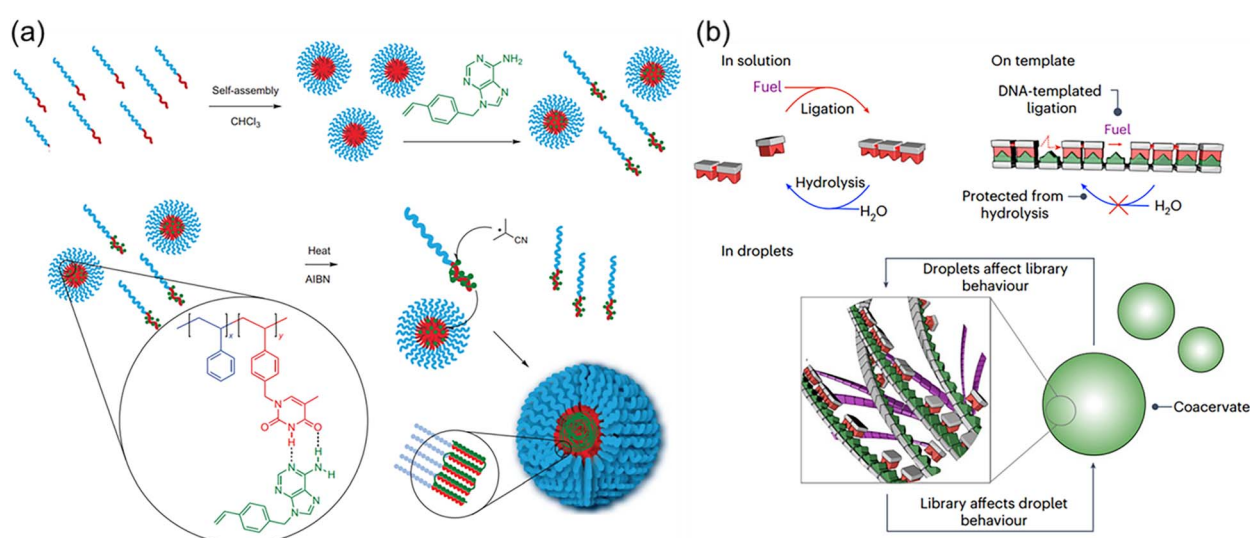 (a)
Self-assembly
CHCl3
N
NH2
N
N
N
Heat
AIBN
•
CN
x
y
N
O
N
O
H
H
N
N
H
N
N
N
(b)
In solution
Fuel
Ligation
Hydrolysis
H2O
On template
DNA-templated
ligation
Fuel
Protected from
hydrolysis
H2O
In droplets
Droplets affect library
behaviour
Coacervate
Library affects droplet
behaviour